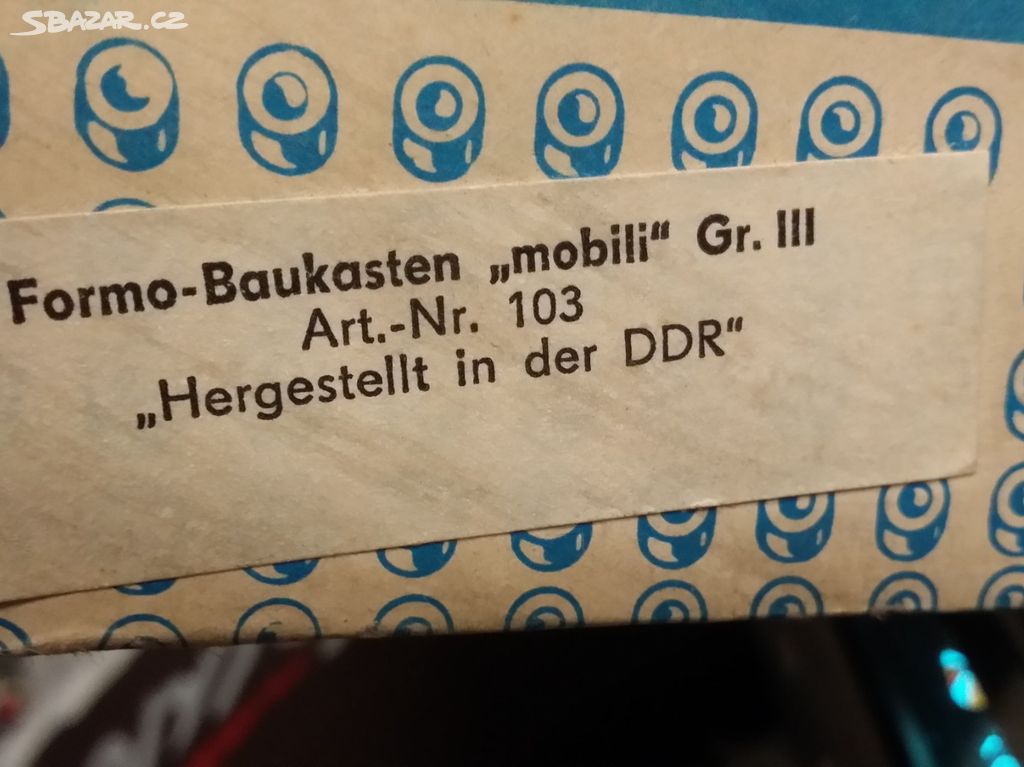 SBAZAR.CZ
Formo-Baukasten „mobili“ Gr. III
Art.-Nr. 103
„Hergestellt in der DDR“